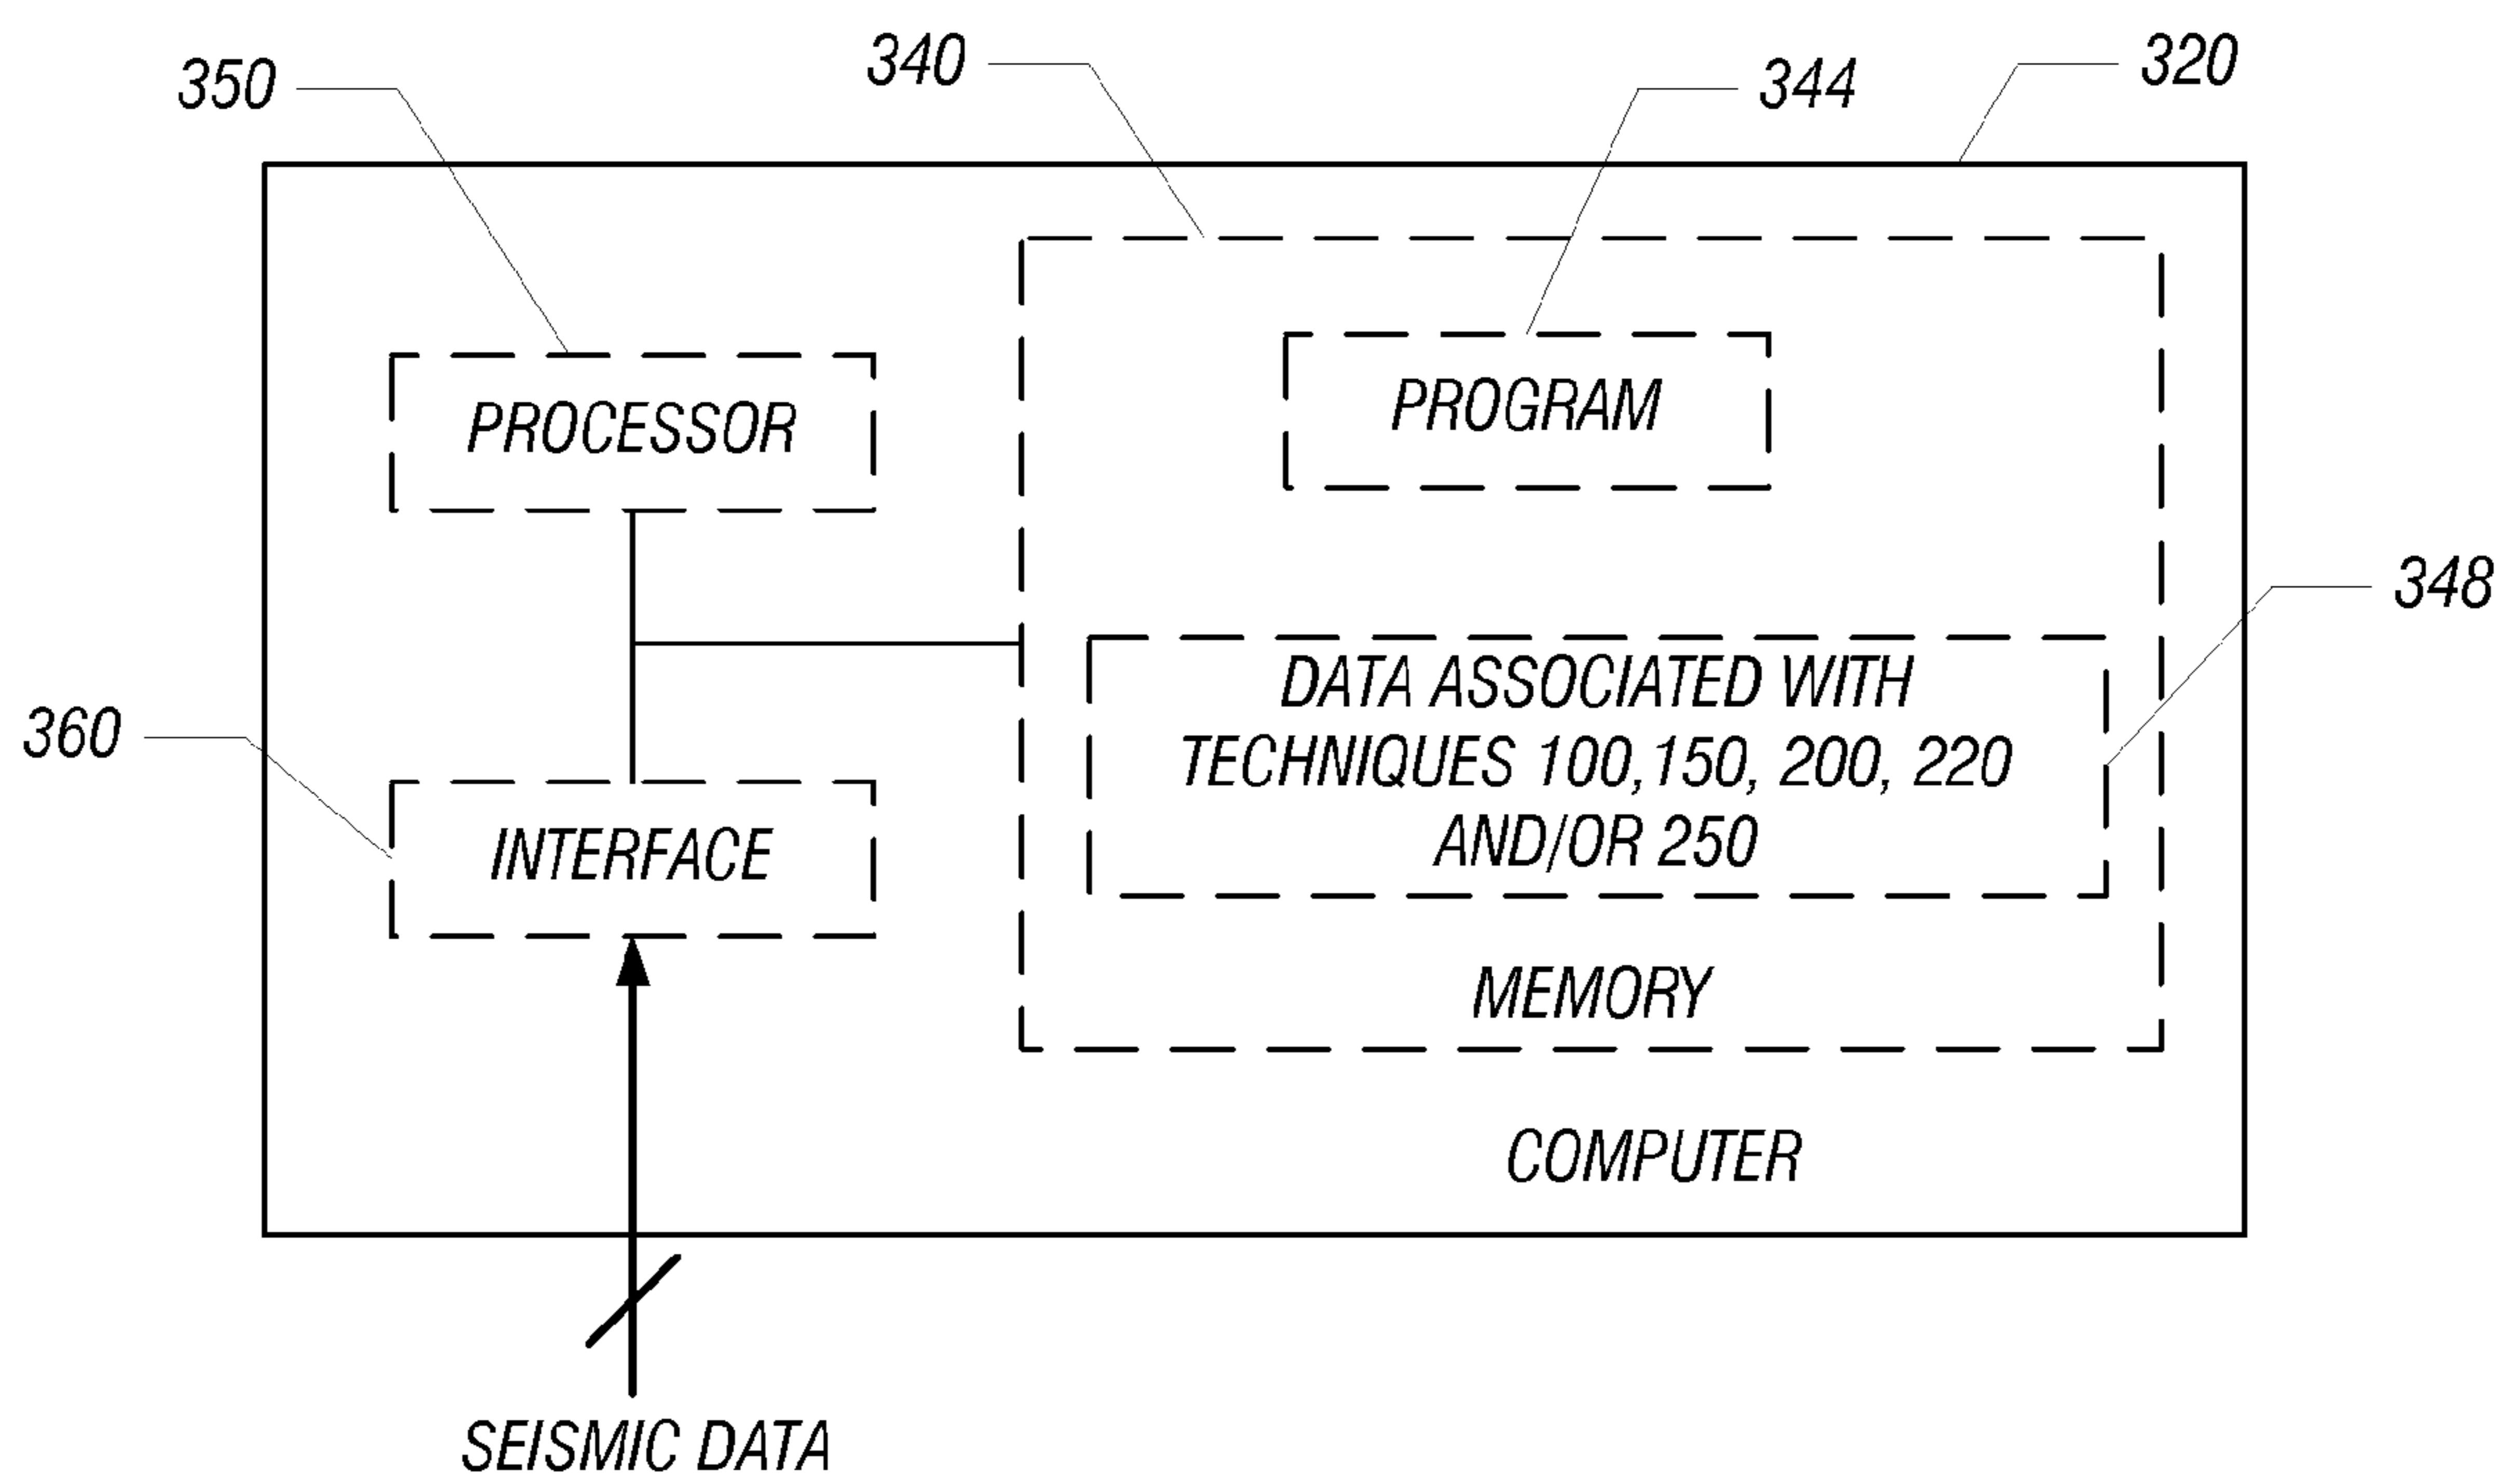 340
320
350
344
PROCESSOR
PROGRAM
348
DATA ASSOCIATED WITH
TECHNIQUES 100, 150, 200, 220
AND/OR 250
360
INTERFACE
MEMORY
COMPUTER
SEISMIC DATA